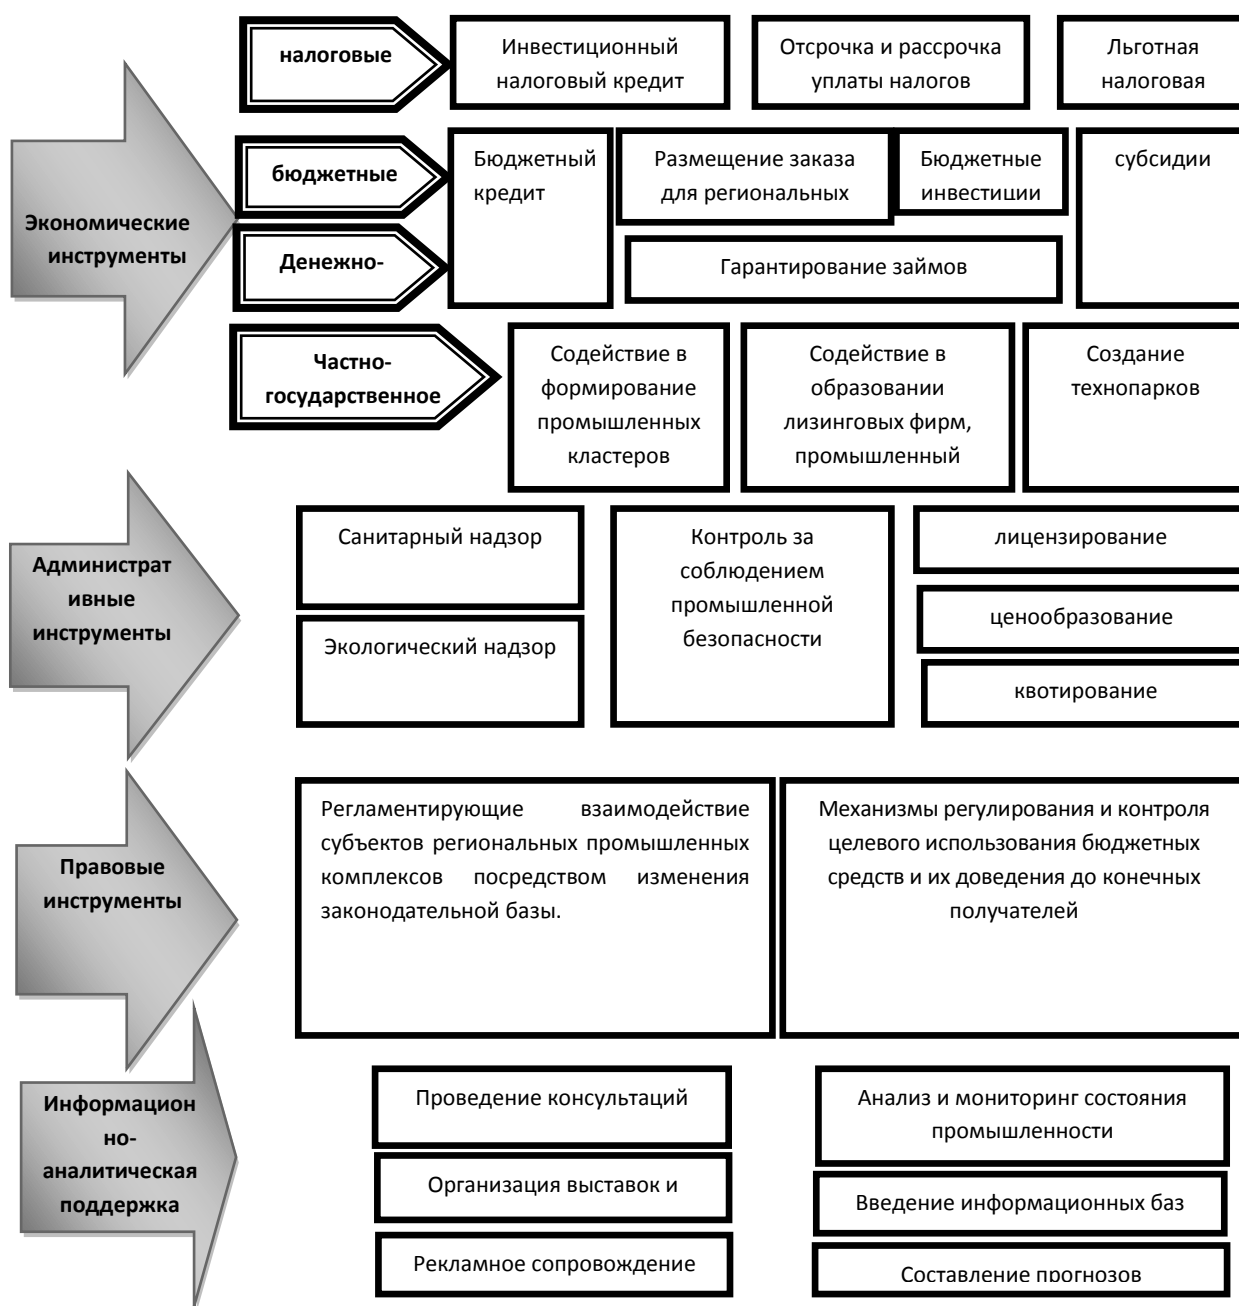 налоговые
Инвестиционный
налоговый кредит
Отсрочка и рассрочка
уплаты налогов
Льготная
налоговая
Экономические
инструменты
бюджетные
Бюджетный
кредит
Размещение заказа
для региональных
Бюджетные
инвестиции
субсидии
Денежно-
Гарантирование займов
Частно-
государственное
Содействие в
формирование
промышленных
кластеров
Содействие в
образовании
лизинговых фирм,
промышленный
Создание
технопарков
Администрат
ивные
инструменты
Санитарный надзор
Экологический надзор
Контроль за
соблюдением
промышленной
безопасности
лицензирование
ценообразование
квотирование
Правовые
инструменты
Регламентирующие взаимодействие
субъектов региональных промышленных
комплексов посредством изменения
законодательной базы.
Механизмы регулирования и контроля
целевого использования бюджетных
средств и их доведения до конечных
получателей
Информацион
но-
аналитическая
поддержка
Проведение консультаций
Организация выставок и
Рекламное сопровождение
Анализ и мониторинг состояния
промышленности
Введение информационных баз
Составление прогнозов